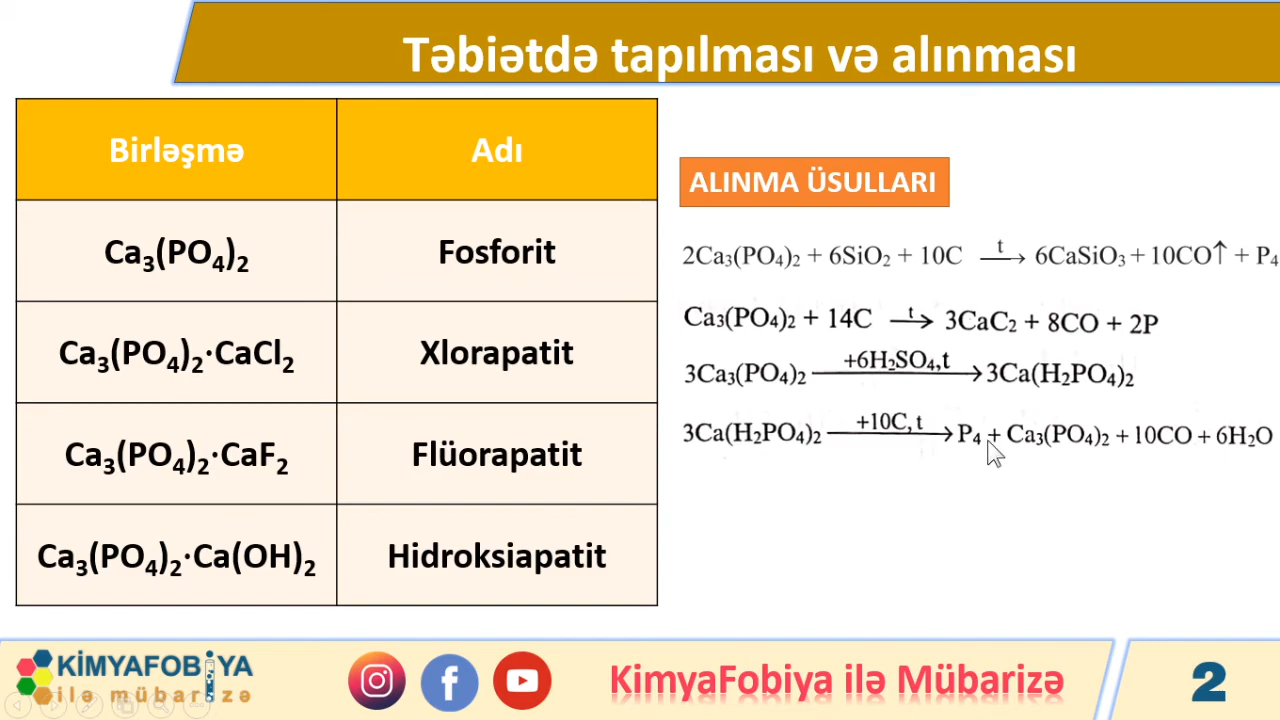 Təbiətdə tapılması və alınması
Birləşmə Adı
Ca₃(PO₄)₂ Fosforit
Ca₃(PO₄)₂·CaCl₂ Xlorapatit
Ca₃(PO₄)₂·CaF₂ Flüorapatit
Ca₃(PO₄)₂·Ca(OH)₂ Hidroksiapatit
ALINMA ÜSULLARI
2Ca₃(PO₄)₂ + 6SiO₂ + 10C —t→ 6CaSiO₃ + 10CO↑ + P₄
Ca₃(PO₄)₂ + 14C —t→ 3CaC₂ + 8CO + 2P
3Ca₃(PO₄)₂ —+6H₂SO₄,t→ 3Ca(H₂PO₄)₂
3Ca(H₂PO₄)₂ —+10C,t→ P₄ + Ca₃(PO₄)₂ + 10CO + 6H₂O
KİMYAFOBİYA
ilə mübarizə
KimyaFobiya ilə Mübarizə
2